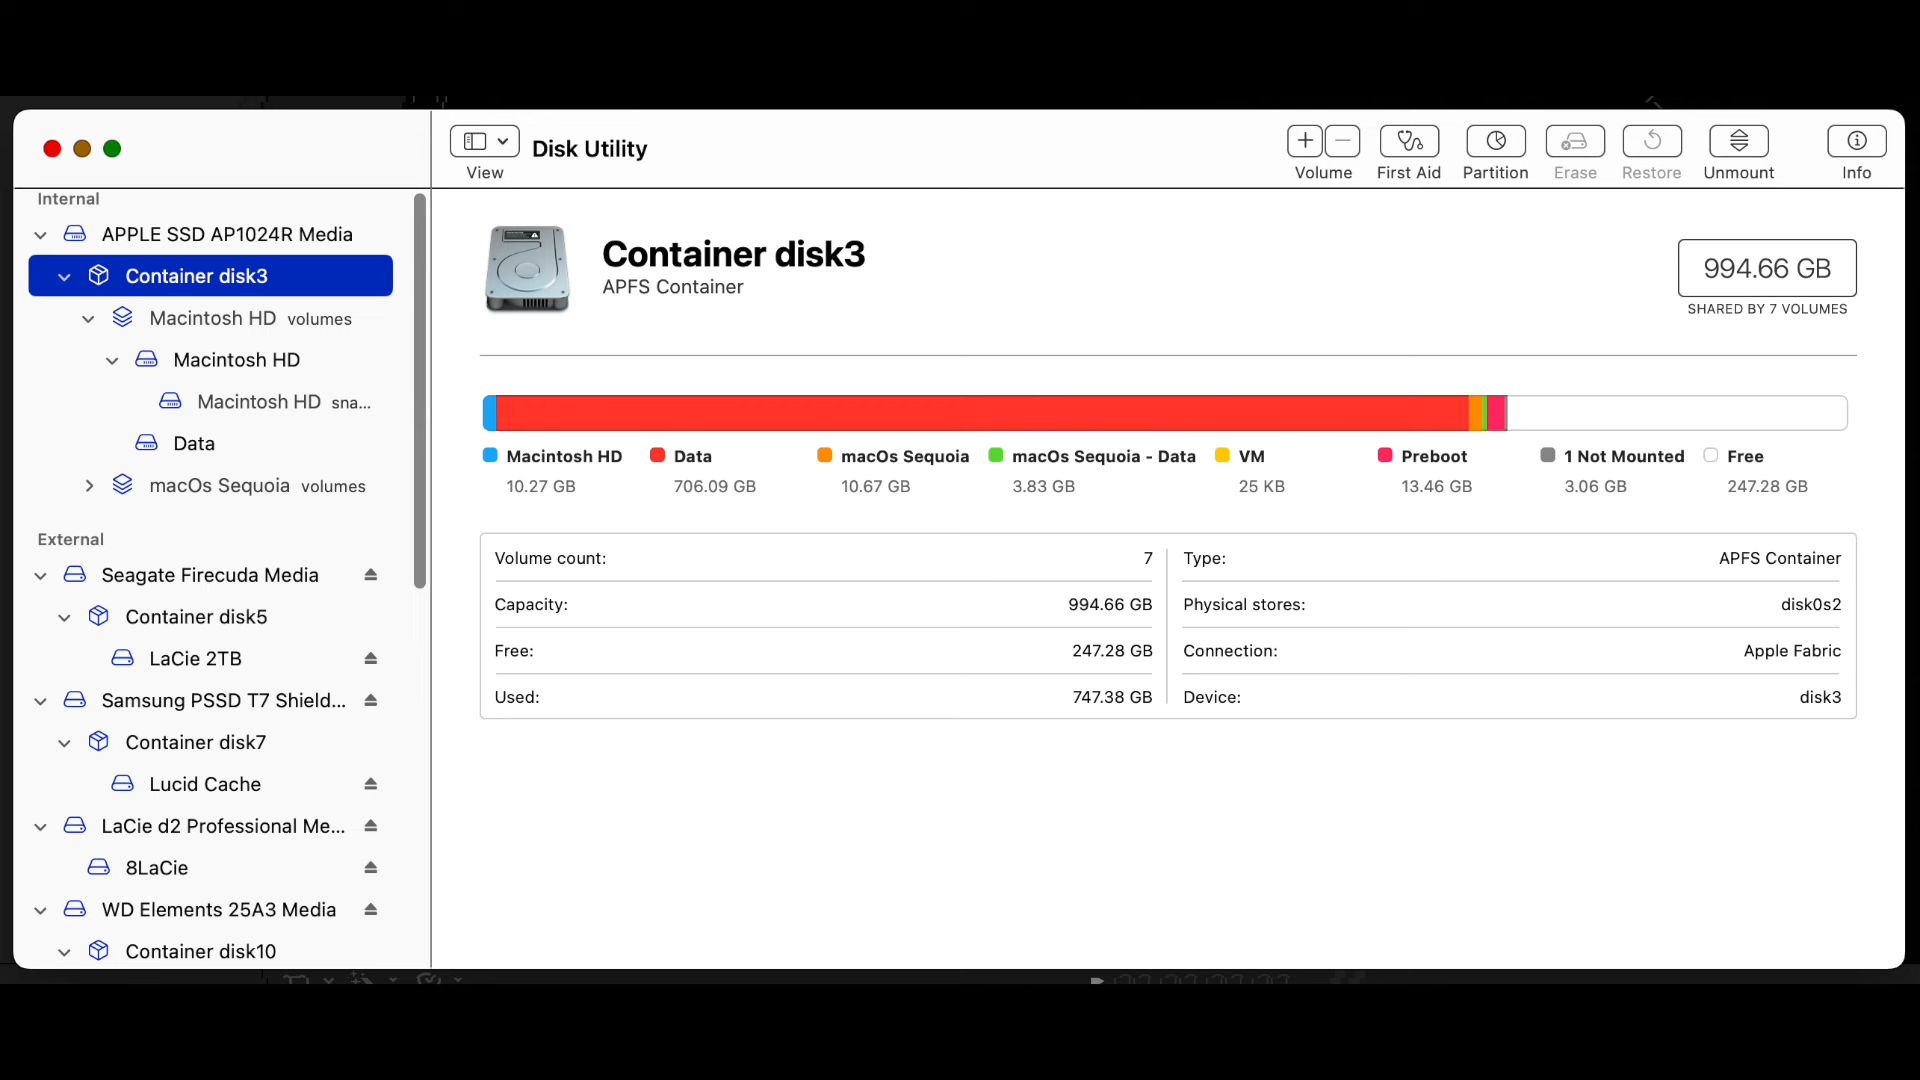 Disk Utility
View
Volume
First Aid
Partition
Erase
Restore
Unmount
Info
Internal
APPLE SSD AP1024R Media
Container disk3
Macintosh HD volumes
Macintosh HD
Macintosh HD sna...
Data
macOs Sequoia volumes
External
Seagate Firecuda Media
Container disk5
LaCie 2TB
Samsung PSSD T7 Shield...
Container disk7
Lucid Cache
LaCie d2 Professional Me...
8LaCie
WD Elements 25A3 Media
Container disk10
Container disk3
APFS Container
994.66 GB
SHARED BY 7 VOLUMES
Macintosh HD
10.27 GB
Data
706.09 GB
macOs Sequoia
10.67 GB
macOs Sequoia - Data
3.83 GB
VM
25 KB
Preboot
13.46 GB
1 Not Mounted
3.06 GB
Free
247.28 GB
Volume count: 7
Capacity: 994.66 GB
Free: 247.28 GB
Used: 747.38 GB
Type: APFS Container
Physical stores: disk0s2
Connection: Apple Fabric
Device: disk3